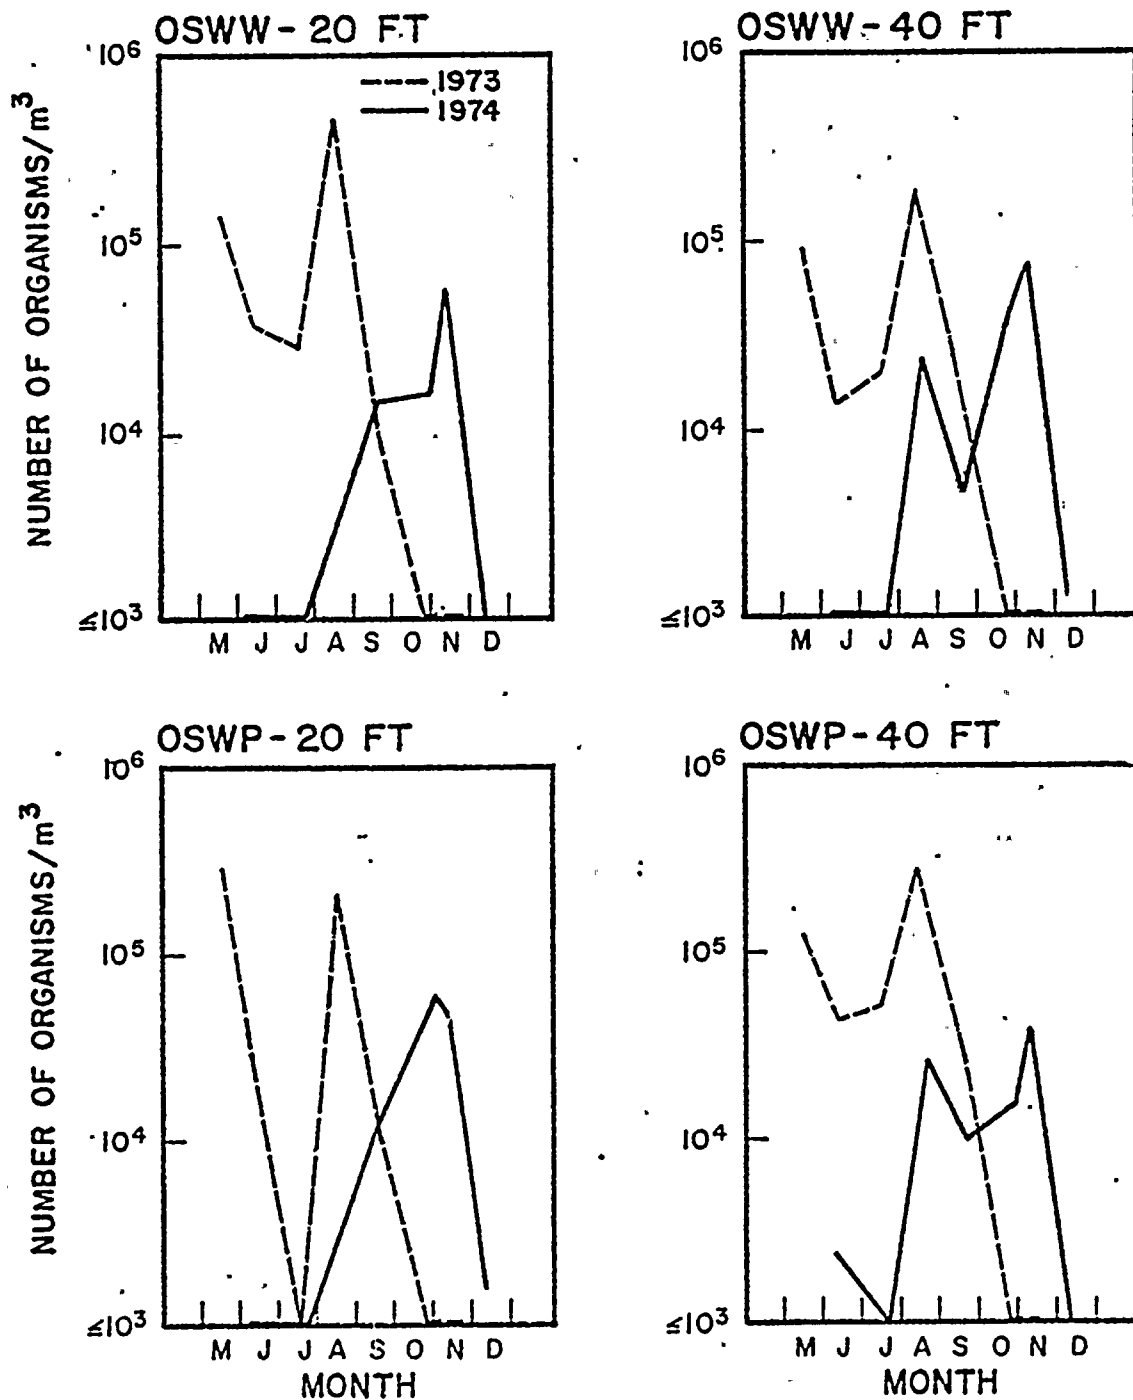 OSWW-20 FT
NUMBER OF ORGANISMS/m³
10⁶
10⁵
10⁴
≤10³
1973
1974
M J J A S O N D
OSWW-40 FT
10⁶
10⁵
10⁴
≤10³
M J J A S O N D
OSWP-20 FT
NUMBER OF ORGANISMS/m³
10⁶
10⁵
10⁴
≤10³
M J J A S O N D
MONTH
OSWP-40 FT
10⁶
10⁵
10⁴
≤10³
M J J A S O N D
MONTH